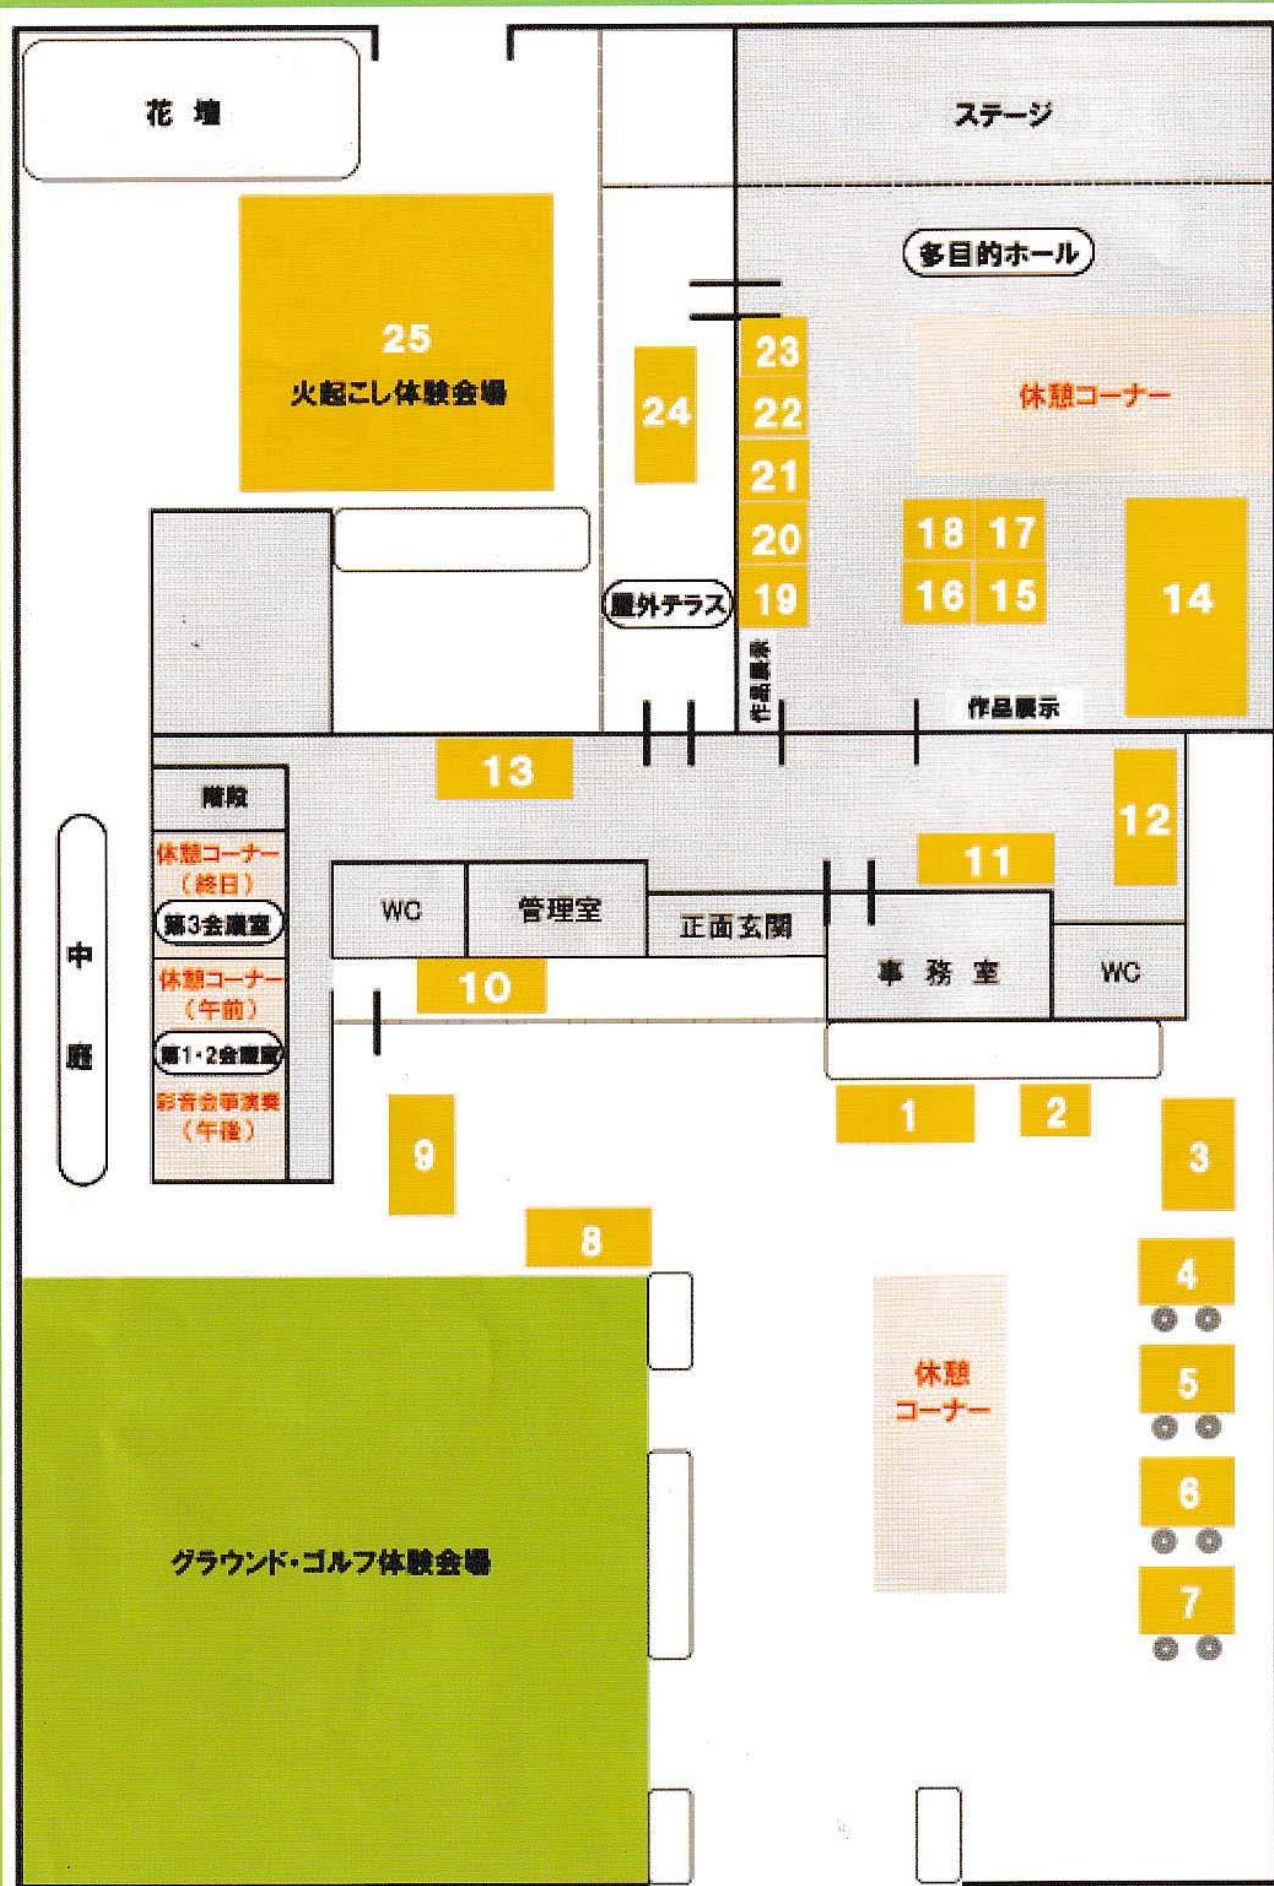 花壇
ステージ
多目的ホール
25
火起こし体験会場
24
23
22
21
20
19
休憩コーナー
18 17
16 15
14
屋外テラス
作品展示
作品展示
13
12
11
階段
休憩コーナー
(終日)
第3会議室
休憩コーナー
(午前)
第1・2会議室
彩音会箏演奏
(午後)
中庭
WC
管理室
正面玄関
事務室
WC
10
9
8
1
2
3
4
5
6
7
休憩
コーナー
グラウンド・ゴルフ体験会場